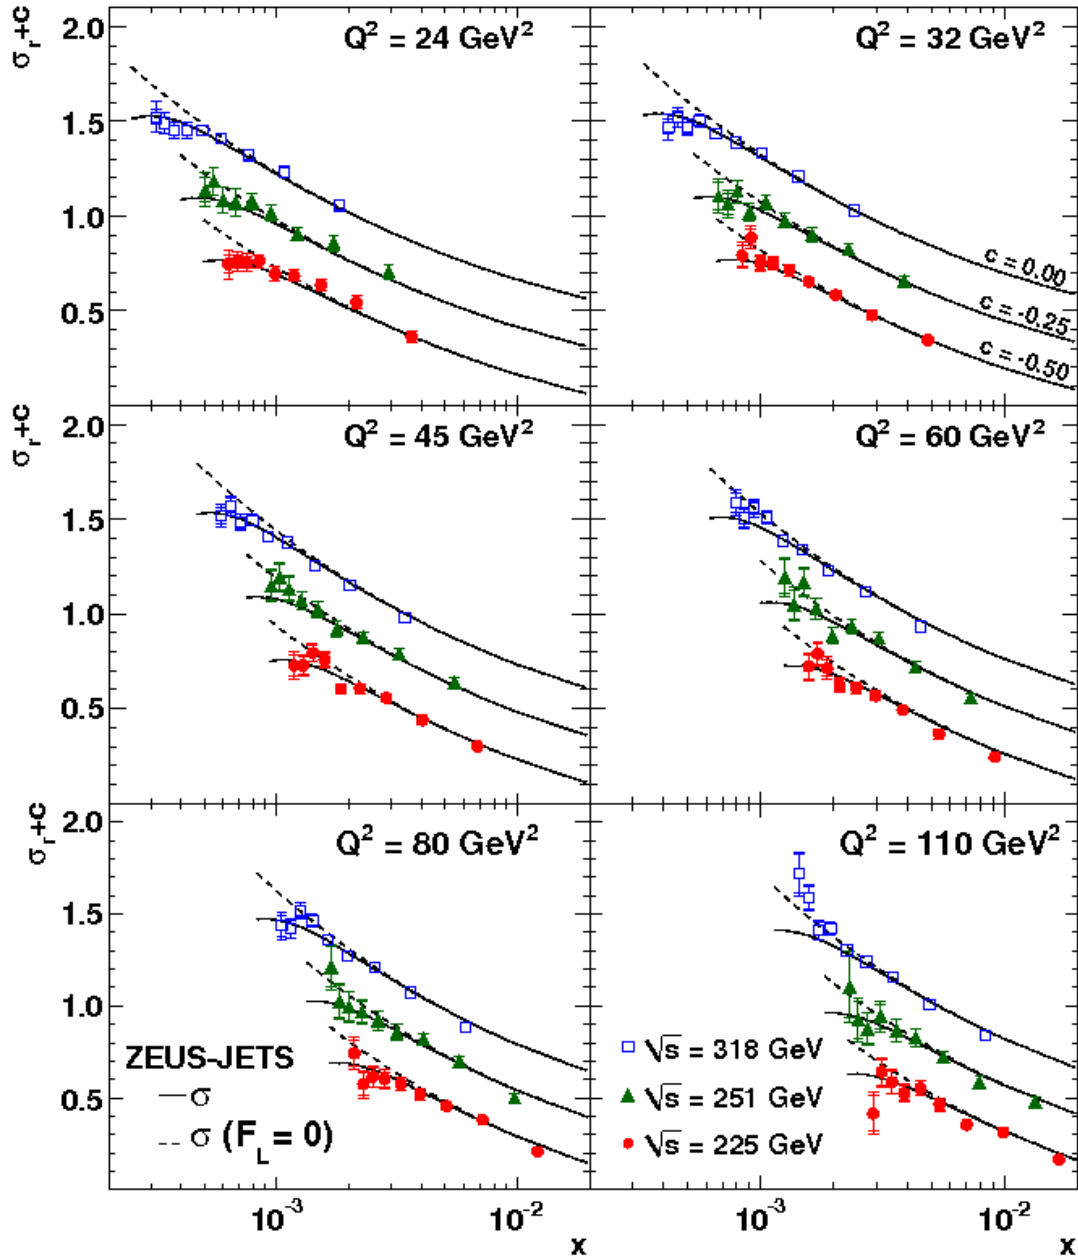 σr+c
2.0
1.5
1.0
0.5
Q² = 24 GeV²
Q² = 32 GeV²
c = 0.00
c = -0.25
c = -0.50
σr+c
2.0
1.5
1.0
0.5
Q² = 45 GeV²
Q² = 60 GeV²
σr+c
2.0
1.5
1.0
0.5
Q² = 80 GeV²
Q² = 110 GeV²
ZEUS-JETS
σ
σ (F_L = 0)
√s = 318 GeV
√s = 251 GeV
√s = 225 GeV
10⁻³ 10⁻² 10⁻³ 10⁻²
x x